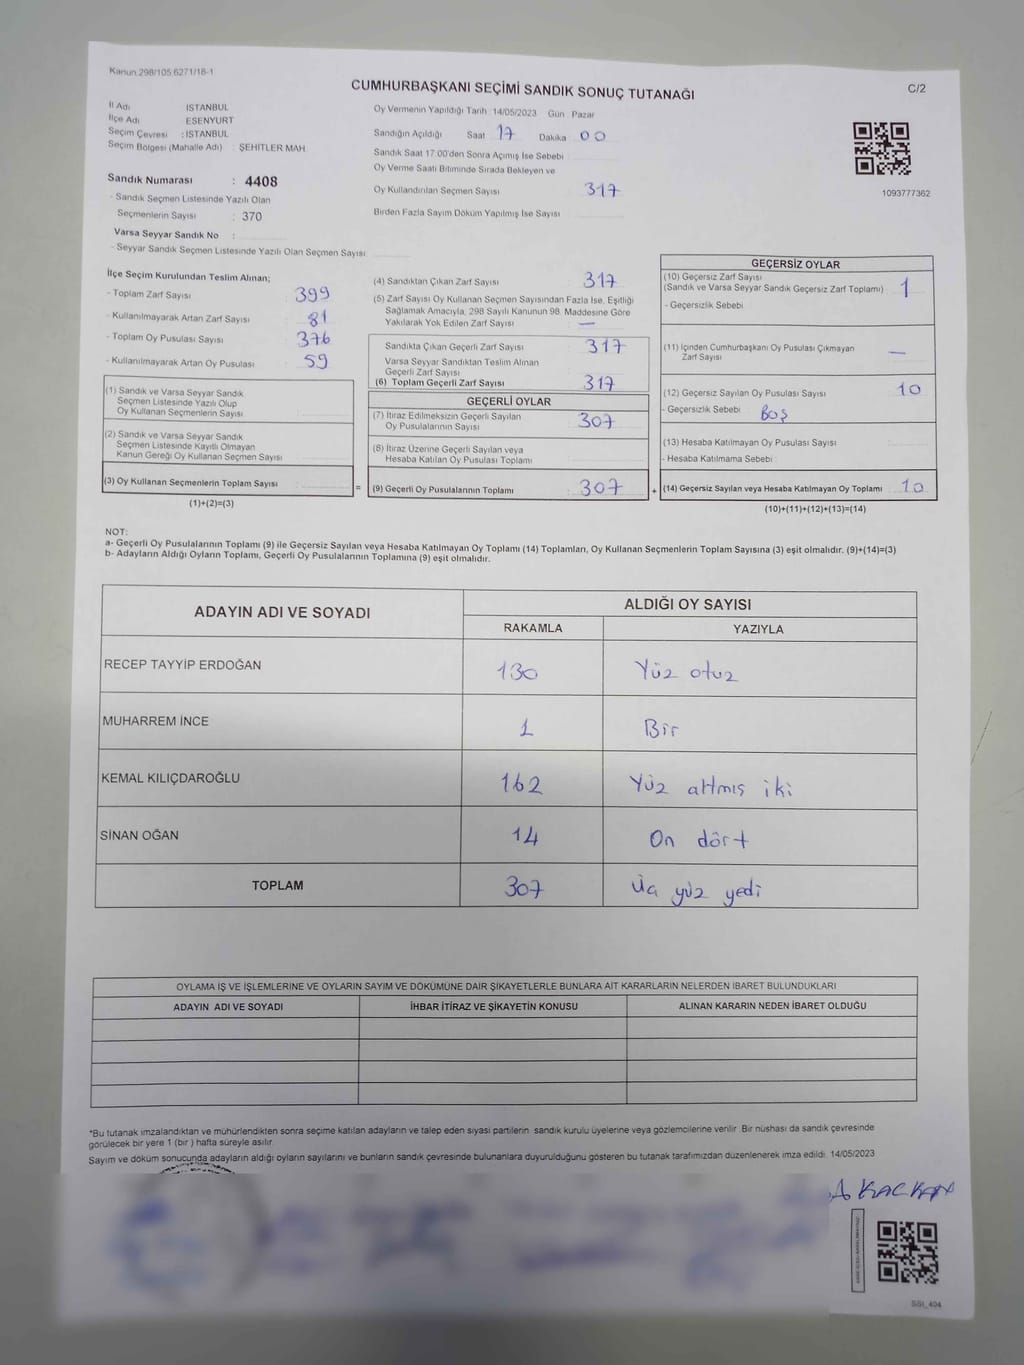 Kanun 298/105,6271/18-1
CUMHURBAŞKANI SEÇİMİ SANDIK SONUÇ TUTANAĞI
C/2
İl Adı İSTANBUL
İlçe Adı ESENYURT
Seçim Çevresi : İSTANBUL
Seçim Bölgesi (Mahalle Adı) : ŞEHİTLER MAH
Oy Vermenin Yapıldığı Tarih 14/05/2023 Gün Pazar
Sandığın Açıldığı Saat 17 Dakika 00
Sandık Saat 17.00'den Sonra Açımış İse Sebebi
Oy Verme Saati Bitiminde Sırada Bekleyen ve
Oy Kullandırılan Seçmen Sayısı 317
Birden Fazla Sayım Döküm Yapılmış İse Sayısı
1093777362
Sandık Numarası : 4408
- Sandık Seçmen Listesinde Yazılı Olan
Seçmenlerin Sayısı : 370
Varsa Seyyar Sandık No :
- Seyyar Sandık Seçmen Listesinde Yazılı Olan Seçmen Sayısı
İlçe Seçim Kurulundan Teslim Alınan;
- Toplam Zarf Sayısı 399
- Kullanılmayarak Artan Zarf Sayısı 81
- Toplam Oy Pusulası Sayısı 376
- Kullanılmayarak Artan Oy Pusulası 59
(1) Sandık ve Varsa Seyyar Sandık
Seçmen Listesinde Yazılı Olup
Oy Kullanan Seçmenlerin Sayısı
(2) Sandık ve Varsa Seyyar Sandık
Seçmen Listesinde Kayıtlı Olmayan
Kanun Gereği Oy Kullanan Seçmen Sayısı
(3) Oy Kullanan Seçmenlerin Toplam Sayısı
(1)+(2)=(3)
(4) Sandıktan Çıkan Zarf Sayısı 317
(5) Zarf Sayısı Oy Kullanan Seçmen Sayısından Fazla İse, Eşitliği
Sağlamak Amacıyla, 298 Sayılı Kanunun 98. Maddesine Göre
Yakılarak Yok Edilen Zarf Sayısı —
Sandıkta Çıkan Geçerli Zarf Sayısı 317
Varsa Seyyar Sandıktan Teslim Alınan
Geçerli Zarf Sayısı
(6) Toplam Geçerli Zarf Sayısı 317
GEÇERLİ OYLAR
(7) İtiraz Edilmeksizin Geçerli Sayılan
Oy Pusulalarının Sayısı 307
(8) İtiraz Üzerine Geçerli Sayılan veya
Hesaba Katılan Oy Pusulası Toplamı
= (9) Geçerli Oy Pusulalarının Toplamı 307
GEÇERSİZ OYLAR
(10) Geçersiz Zarf Sayısı
(Sandık ve Varsa Seyyar Sandık Geçersiz Zarf Toplamı) 1
- Geçersizlik Sebebi
(11) İçinden Cumhurbaşkanı Oy Pusulası Çıkmayan
Zarf Sayısı —
(12) Geçersiz Sayılan Oy Pusulası Sayısı 10
- Geçersizlik Sebebi Boş
(13) Hesaba Katılmayan Oy Pusulası Sayısı
- Hesaba Katılmama Sebebi
+ (14) Geçersiz Sayılan veya Hesaba Katılmayan Oy Toplamı 10
(10)+(11)+(12)+(13)=(14)
NOT:
a- Geçerli Oy Pusulalarının Toplamı (9) ile Geçersiz Sayılan veya Hesaba Katılmayan Oy Toplamı (14) Toplamları, Oy Kullanan Seçmenlerin Toplam Sayısına (3) eşit olmalıdır. (9)+(14)=(3)
b- Adayların Aldığı Oyların Toplamı, Geçerli Oy Pusulalarının Toplamına (9) eşit olmalıdır.
ADAYIN ADI VE SOYADI ALDIĞI OY SAYISI
RAKAMLA YAZIYLA
RECEP TAYYİP ERDOĞAN 130 Yüz otuz
MUHARREM İNCE 1 Bir
KEMAL KILIÇDAROĞLU 162 Yüz altmış iki
SİNAN OĞAN 14 On dört
TOPLAM 307 Üç yüz yedi
OYLAMA İŞ VE İŞLEMLERİNE VE OYLARIN SAYIM VE DÖKÜMÜNE DAİR ŞİKAYETLERLE BUNLARA AİT KARARLARIN NELERDEN İBARET BULUNDUKLARI
ADAYIN ADI VE SOYADI İHBAR İTİRAZ VE ŞİKAYETİN KONUSU ALINAN KARARIN NEDEN İBARET OLDUĞU
*Bu tutanak imzalandıktan ve mühürlendikten sonra seçime katılan adayların ve talep eden siyasi partilerin sandık kurulu üyelerine veya gözlemcilerine verilir. Bir nüshası da sandık çevresinde
görülecek bir yere 1 (bir ) hafta süreyle asılır.
Sayım ve döküm sonucunda adayların aldığı oyların sayılarını ve bunların sandık çevresinde bulunanlara duyurulduğunu gösteren bu tutanak tarafımızdan düzenlenerek imza edildi. 14/05/2023